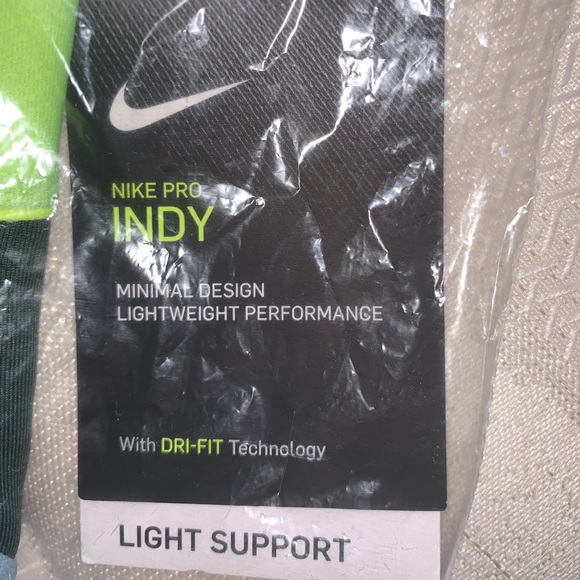 NIKE PRO
INDY
MINIMAL DESIGN
LIGHTWEIGHT PERFORMANCE
With DRI-FIT Technology
LIGHT SUPPORT